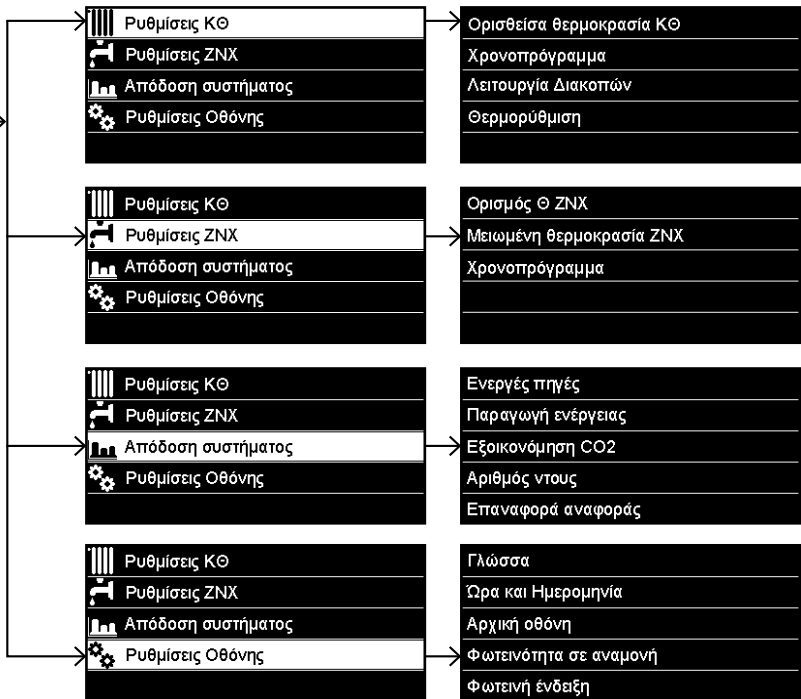 Ρυθμίσεις ΚΘ
Ρυθμίσεις ΖΝΧ
Απόδοση συστήματος
Ρυθμίσεις Οθόνης
Ορισθείσα θερμοκρασία ΚΘ
Χρονοπρόγραμμα
Λειτουργία Διακοπών
Θερμορύθμιση
Ρυθμίσεις ΚΘ
Ρυθμίσεις ΖΝΧ
Απόδοση συστήματος
Ρυθμίσεις Οθόνης
Ορισμός Θ ΖΝΧ
Μειωμένη θερμοκρασία ΖΝΧ
Χρονοπρόγραμμα
Ρυθμίσεις ΚΘ
Ρυθμίσεις ΖΝΧ
Απόδοση συστήματος
Ρυθμίσεις Οθόνης
Ενεργές πηγές
Παραγωγή ενέργειας
Εξοικονόμηση CO2
Αριθμός ντους
Επαναφορά αναφοράς
Ρυθμίσεις ΚΘ
Ρυθμίσεις ΖΝΧ
Απόδοση συστήματος
Ρυθμίσεις Οθόνης
Γλώσσα
Ώρα και Ημερομηνία
Αρχική οθόνη
Φωτεινότητα σε αναμονή
Φωτεινή ένδειξη